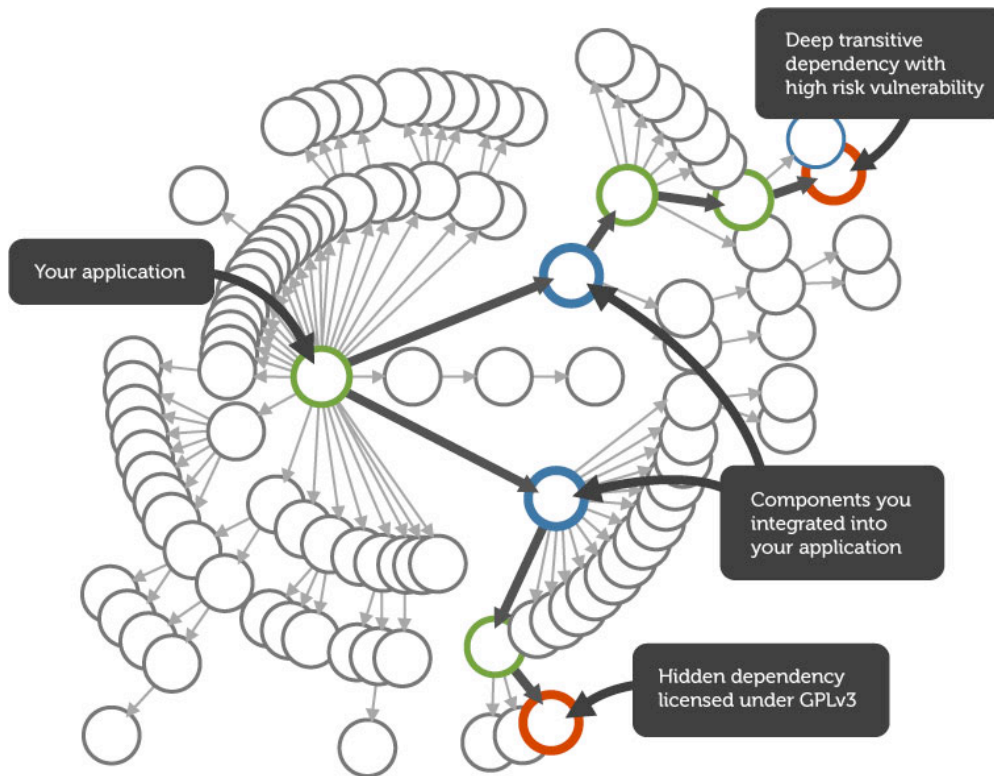 Deep transitive
dependency with
high risk vulnerability
Your application
Components you
integrated into
your application
Hidden dependency
licensed under GPLv3